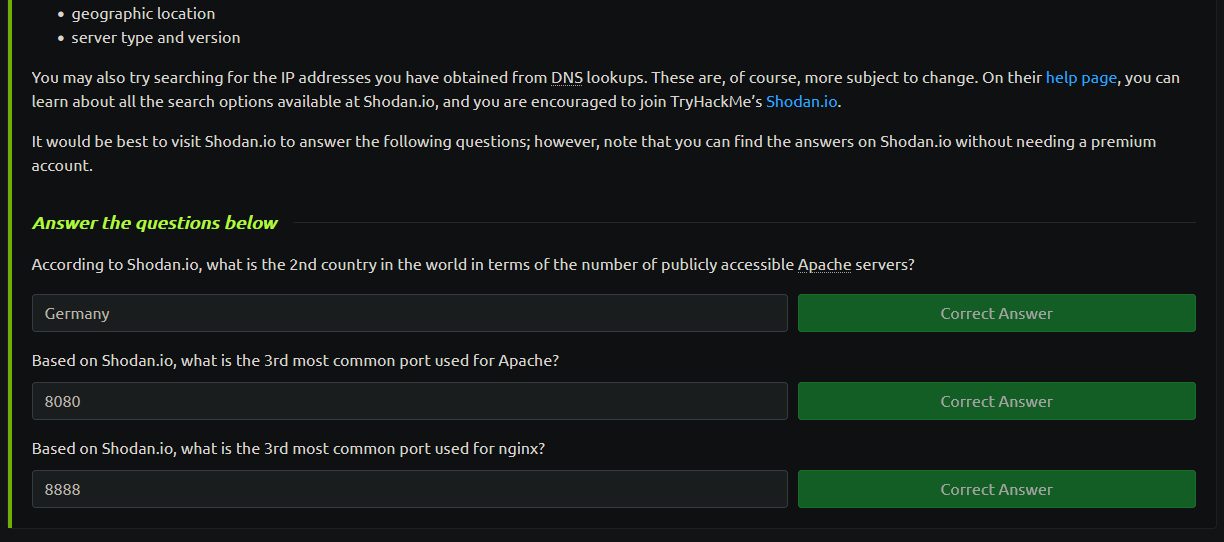 • geographic location
• server type and version
You may also try searching for the IP addresses you have obtained from DNS lookups. These are, of course, more subject to change. On their help page, you can
learn about all the search options available at Shodan.io, and you are encouraged to join TryHackMe’s Shodan.io.
It would be best to visit Shodan.io to answer the following questions; however, note that you can find the answers on Shodan.io without needing a premium
account.
Answer the questions below
According to Shodan.io, what is the 2nd country in the world in terms of the number of publicly accessible Apache servers?
Germany Correct Answer
Based on Shodan.io, what is the 3rd most common port used for Apache?
8080 Correct Answer
Based on Shodan.io, what is the 3rd most common port used for nginx?
8888 Correct Answer